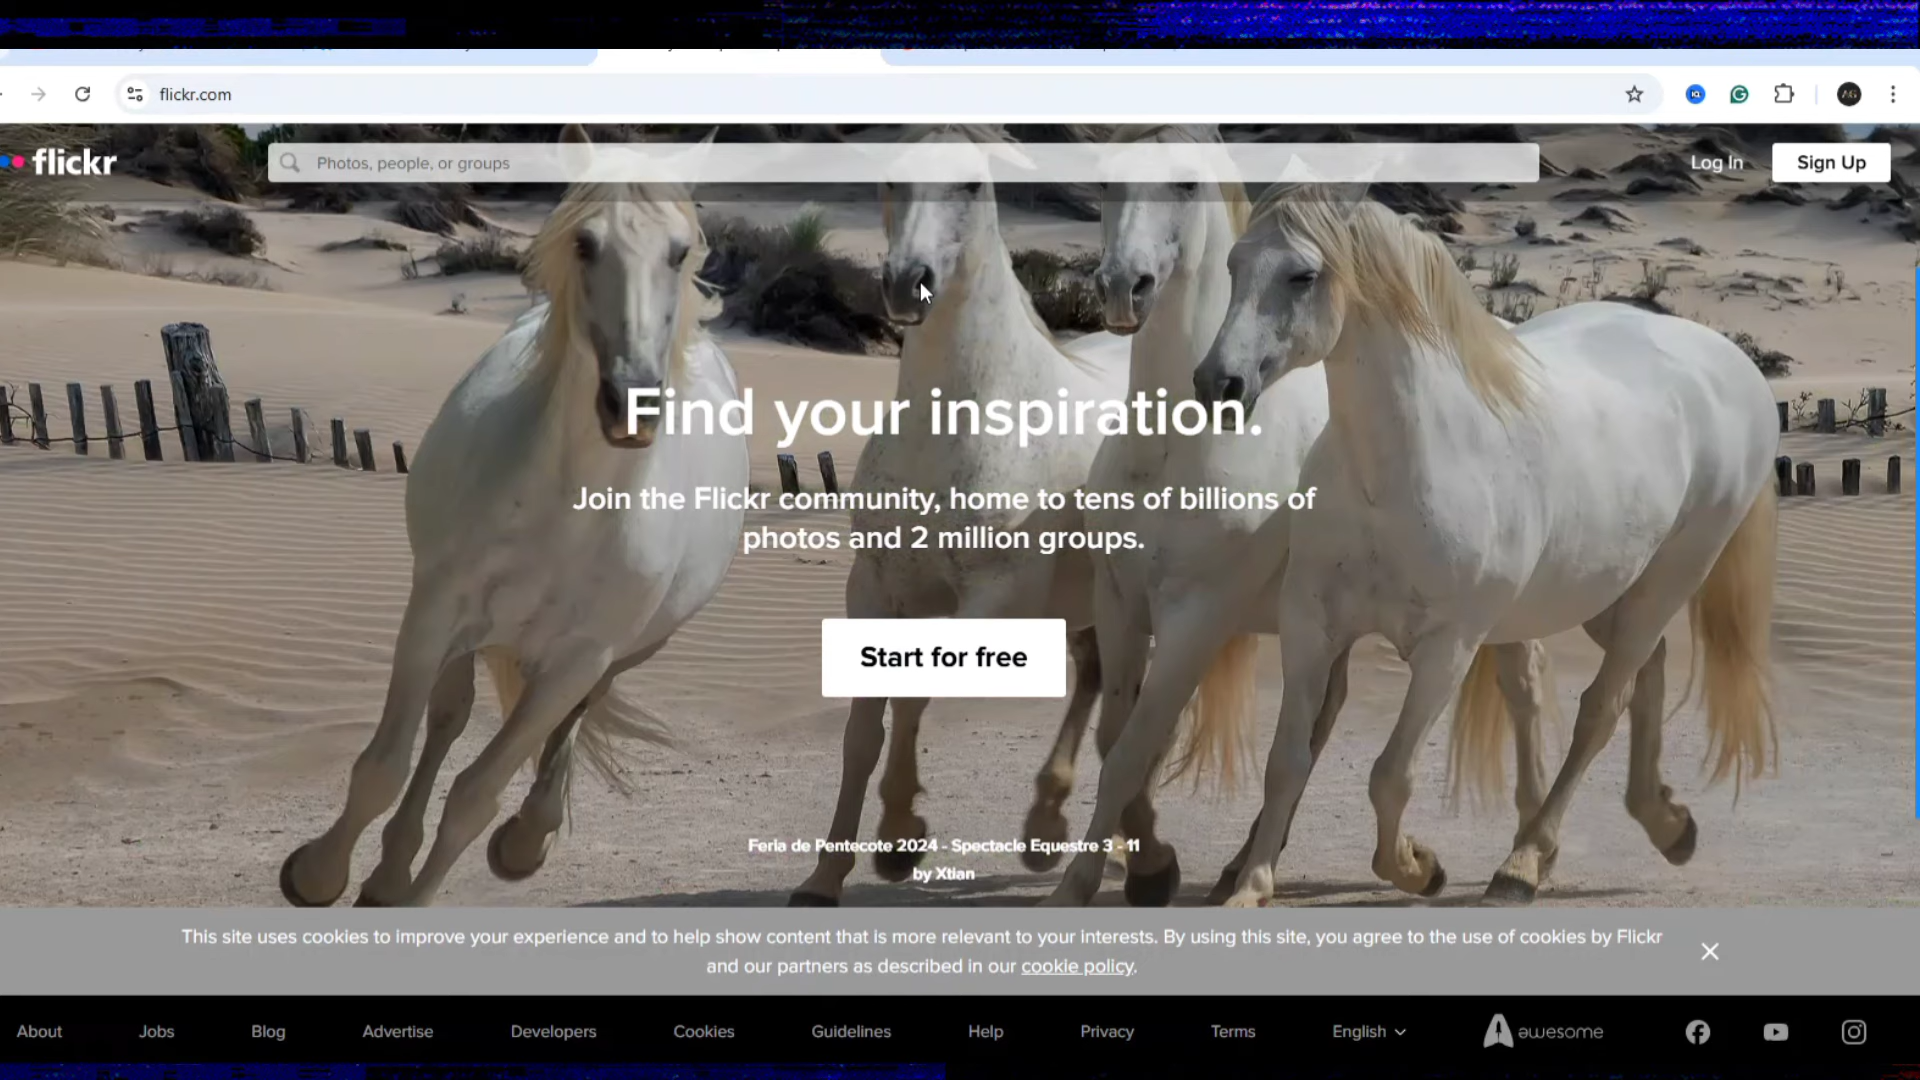 flickr.com
flickr
Photos, people, or groups
Log In
Sign Up
Find your inspiration.
Join the Flickr community, home to tens of billions of
photos and 2 million groups.
Start for free
Feria de Pentecote 2024 - Spectacle Equestre 3 - 11
by Xtian
This site uses cookies to improve your experience and to help show content that is more relevant to your interests. By using this site, you agree to the use of cookies by Flickr
and our partners as described in our cookie policy.
About
Jobs
Blog
Advertise
Developers
Cookies
Guidelines
Help
Privacy
Terms
English
awesome